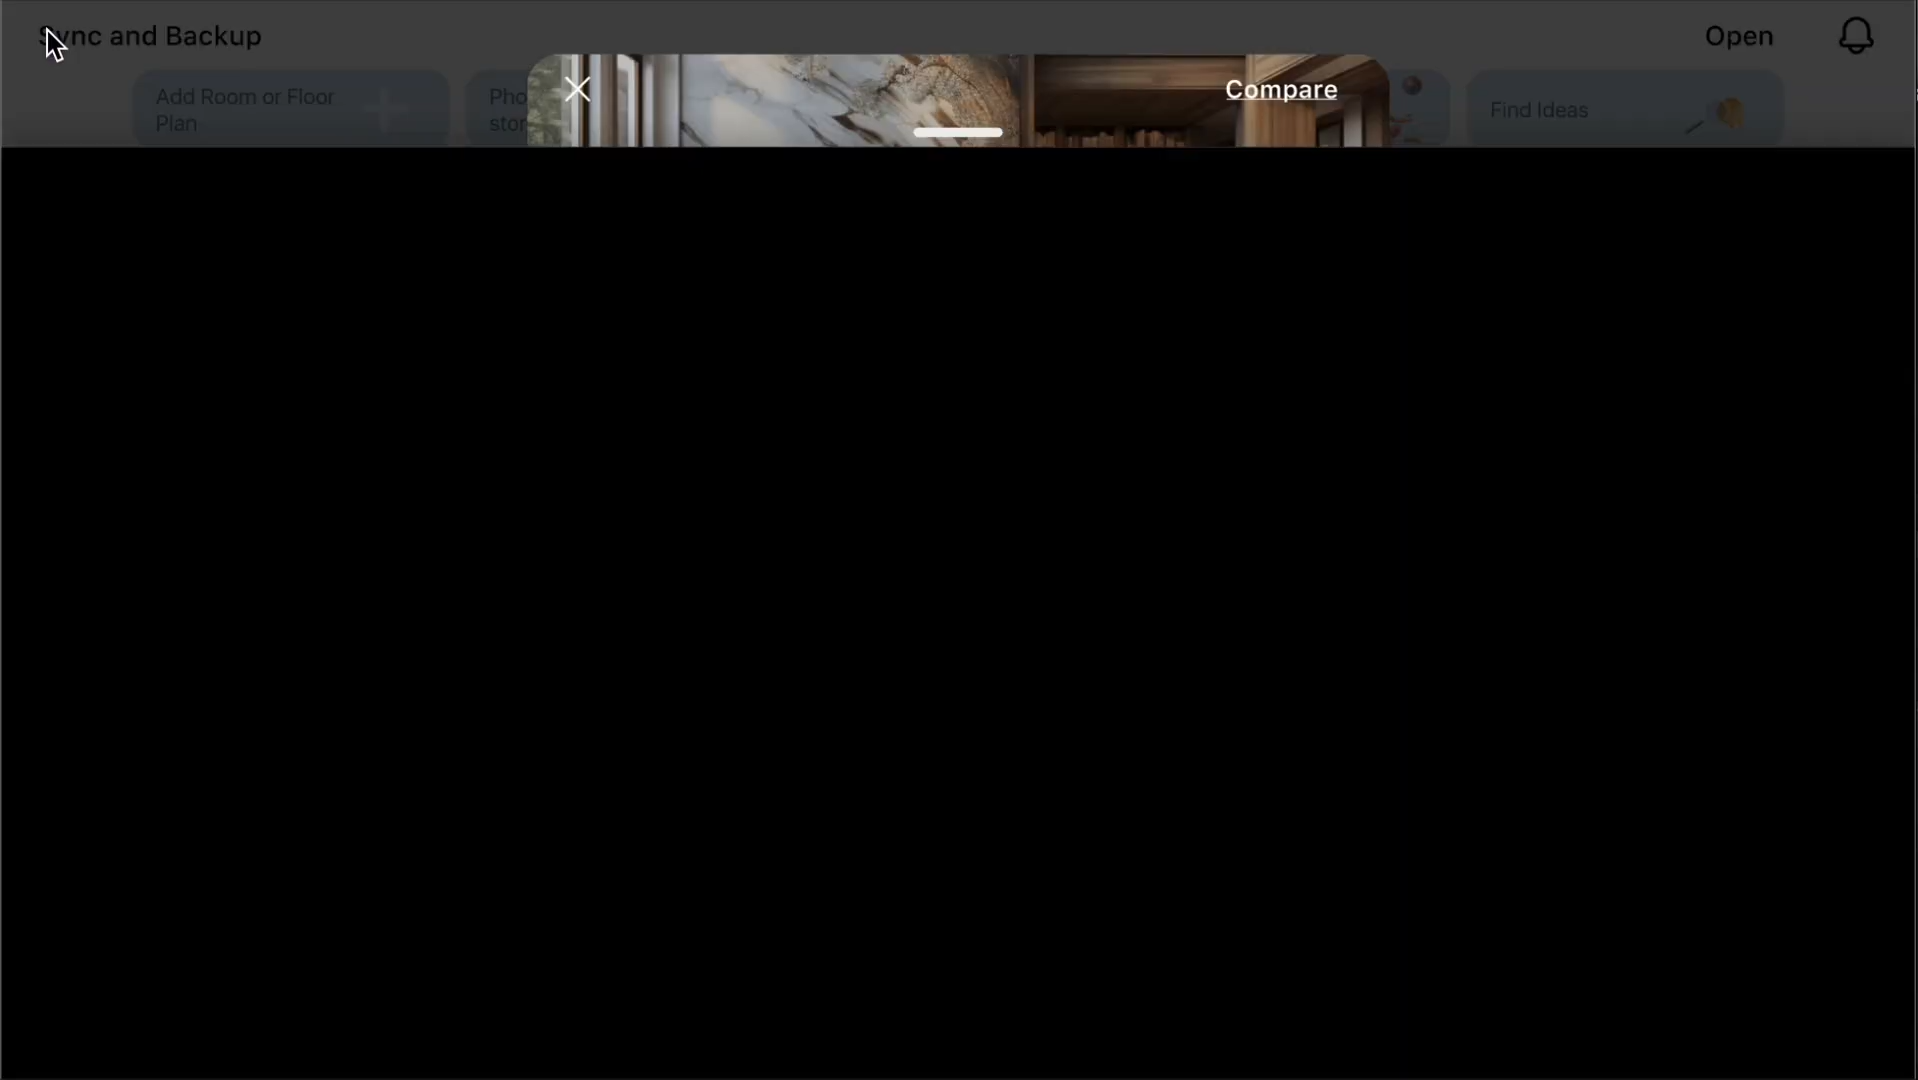 Sync and Backup
Open
Compare
Add Room or Floor
Plan
Find Ideas